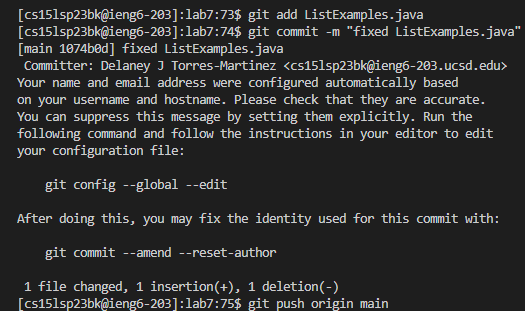 [cs15lsp23bk@ieng6-203]:lab7:73$ git add ListExamples.java
[cs15lsp23bk@ieng6-203]:lab7:74$ git commit -m "fixed ListExamples.java"
[main 1074b0d] fixed ListExamples.java
 Committer: Delaney J Torres-Martinez <cs15lsp23bk@ieng6-203.ucsd.edu>
Your name and email address were configured automatically based
on your username and hostname. Please check that they are accurate.
You can suppress this message by setting them explicitly. Run the
following command and follow the instructions in your editor to edit
your configuration file:

    git config --global --edit

After doing this, you may fix the identity used for this commit with:

    git commit --amend --reset-author

 1 file changed, 1 insertion(+), 1 deletion(-)
[cs15lsp23bk@ieng6-203]:lab7:75$ git push origin main